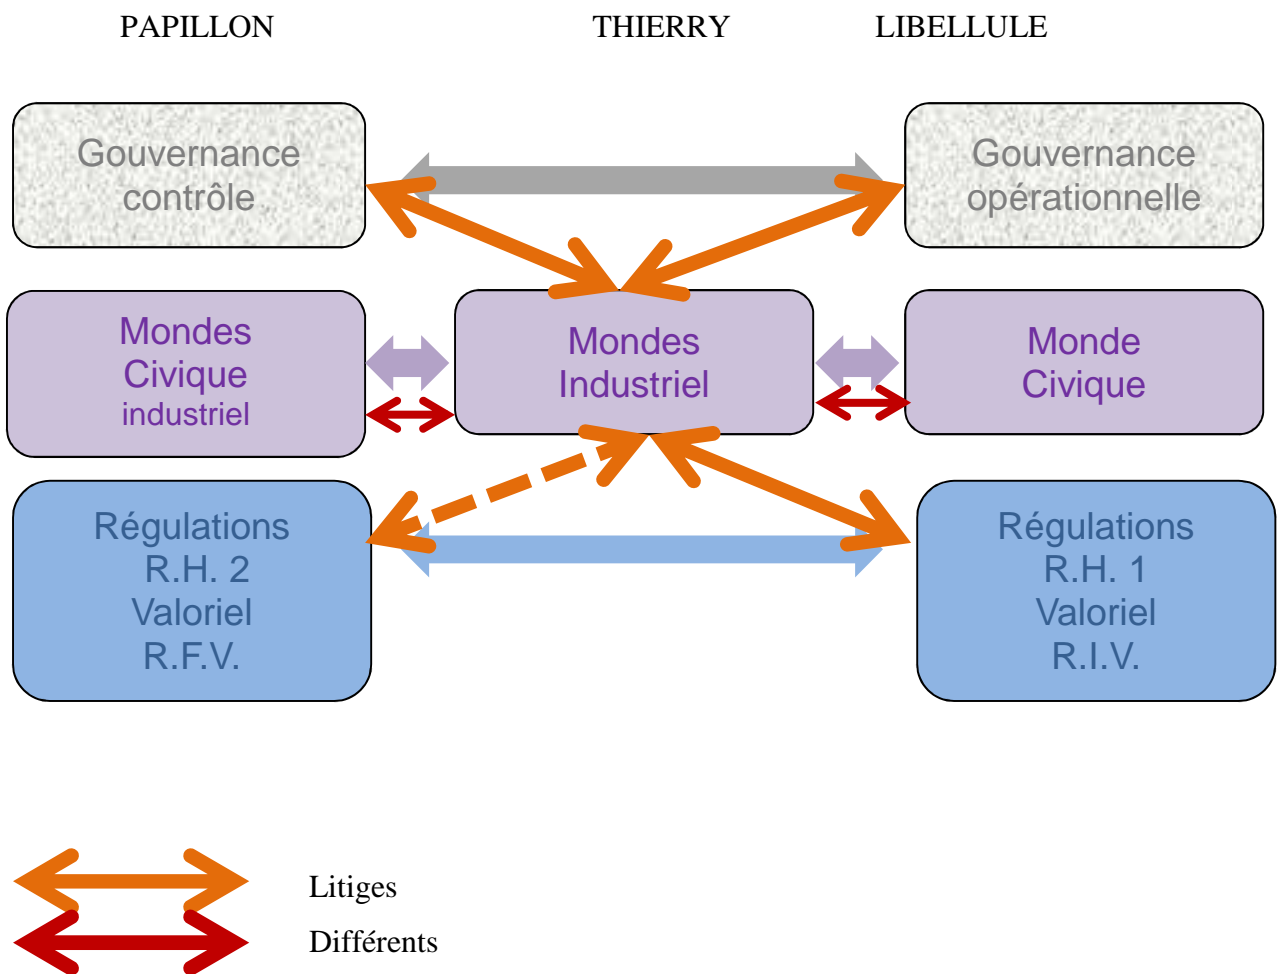 PAPILLON THIERRY LIBELLULE
Gouvernance
contrôle
Gouvernance
opérationnelle
Mondes
Civique
industriel
Mondes
Industriel
Monde
Civique
Régulations
R.H. 2
Valoriel
R.F.V.
Régulations
R.H. 1
Valoriel
R.I.V.
Litiges
Différents